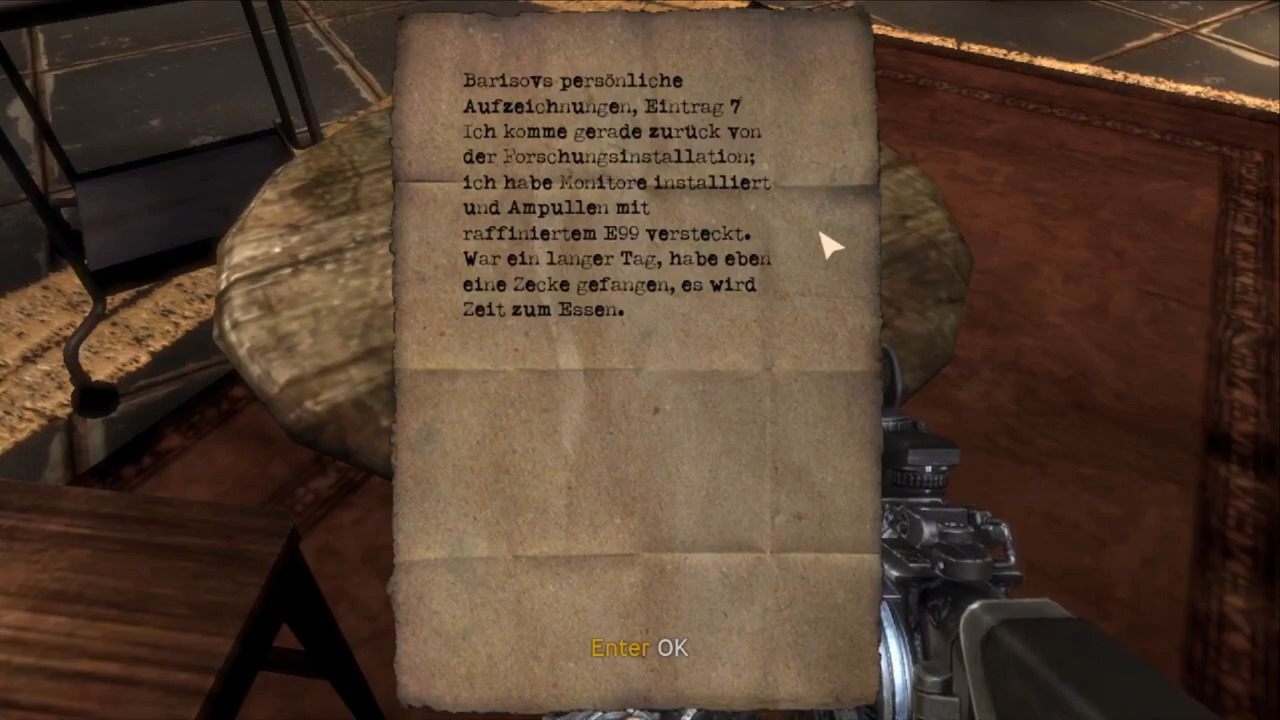 Barisovs persönliche
Aufzeichnungen, Eintrag 7
Ich komme gerade zurück von
der Forschungsinstallation;
ich habe Monitore installiert
und Ampullen mit
raffiniertem E99 versteckt.
War ein langer Tag, habe eben
eine Zecke gefangen, es wird
Zeit zum Essen.
Enter OK